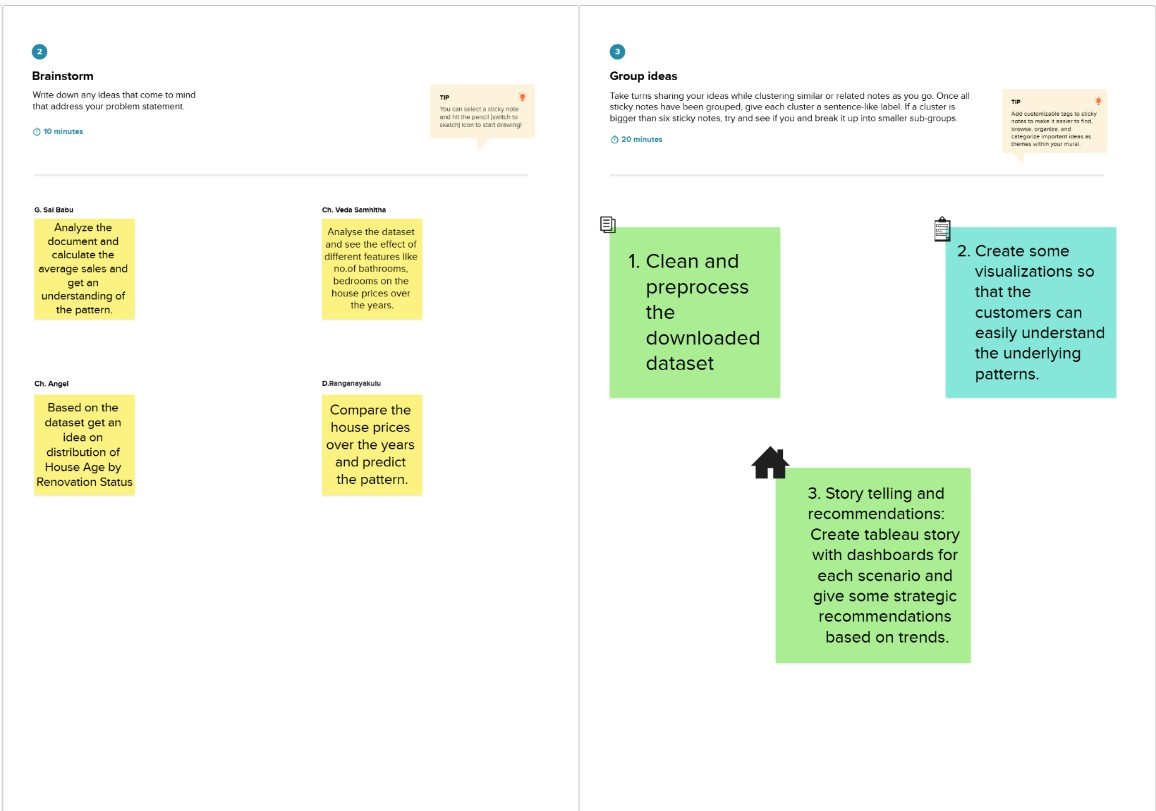 2
Brainstorm
Write down any ideas that come to mind
that address your problem statement.
10 minutes
TIP
You can select a sticky note
and hit the pencil [switch to
sketch] icon to start drawing!
G. Sai Babu
Analyze the
document and
calculate the
average sales and
get an
understanding of
the pattern.
Ch. Veda Samhitha
Analyse the dataset
and see the effect of
different features like
no.of bathrooms,
bedrooms on the
house prices over
the years.
Ch. Angel
Based on the
dataset get an
idea on
distribution of
House Age by
Renovation Status
D.Ranganayakulu
Compare the
house prices
over the years
and predict
the pattern.
3
Group ideas
Take turns sharing your ideas while clustering similar or related notes as you go. Once all
sticky notes have been grouped, give each cluster a sentence-like label. If a cluster is
bigger than six sticky notes, try and see if you and break it up into smaller sub-groups.
20 minutes
TIP
Add customizable tags to sticky
notes to make it easier to find,
browse, organize, and
categorize important ideas as
themes within your mural.
1. Clean and
preprocess
the
downloaded
dataset
2. Create some
visualizations so
that the
customers can
easily understand
the underlying
patterns.
3. Story telling and
recommendations:
Create tableau story
with dashboards for
each scenario and
give some strategic
recommendations
based on trends.